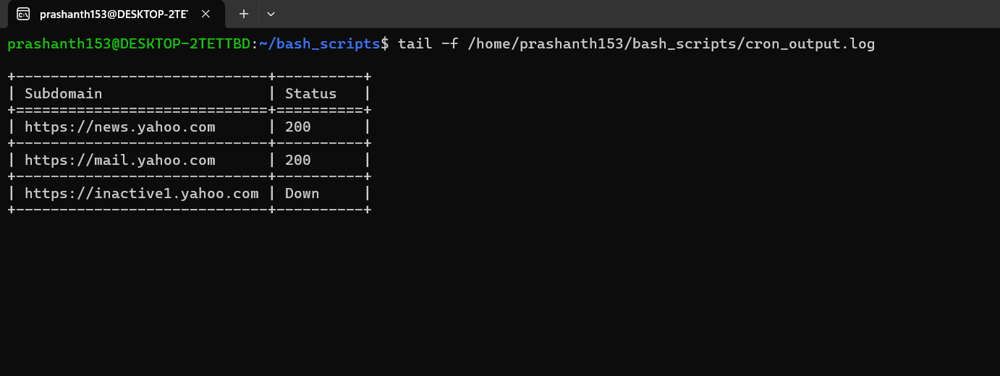 prashanth153@DESKTOP-2TE
prashanth153@DESKTOP-2TETTBD:~/bash_scripts$ tail -f /home/prashanth153/bash_scripts/cron_output.log
+-----------------------------+----------+
| Subdomain                   | Status   |
+=============================+==========+
| https://news.yahoo.com      | 200      |
+-----------------------------+----------+
| https://mail.yahoo.com      | 200      |
+-----------------------------+----------+
| https://inactive1.yahoo.com | Down     |
+-----------------------------+----------+